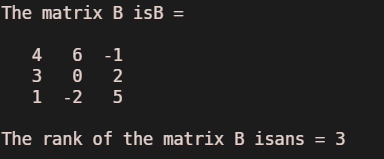 The matrix B isB =
4 6 -1
3 0 2
1 -2 5
The rank of the matrix B isans = 3